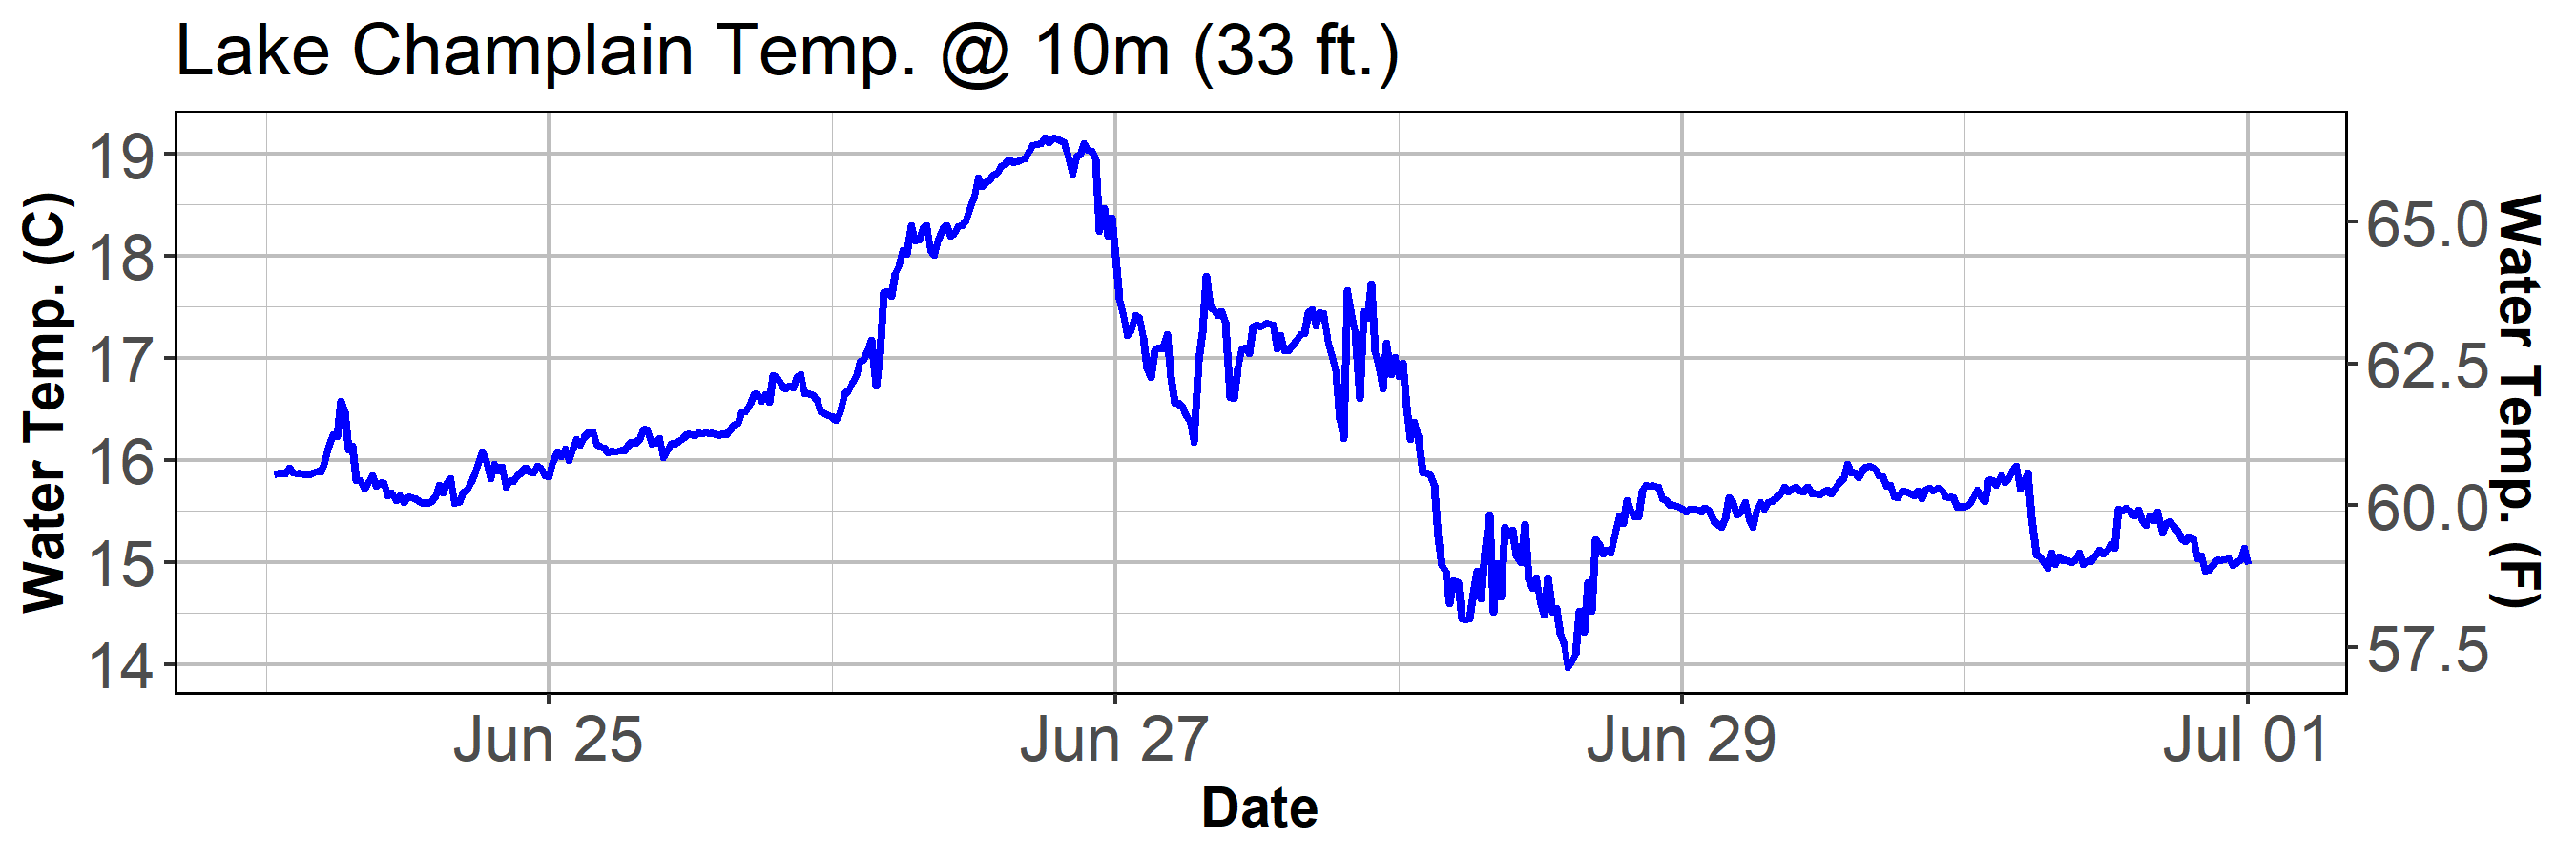 Lake Champlain Temp. @ 10m (33 ft.)
Water Temp. (C)
19
18
17
16
15
14
65.0
62.5
60.0
57.5
Water Temp. (F)
Jun 25
Jun 27
Jun 29
Jul 01
Date